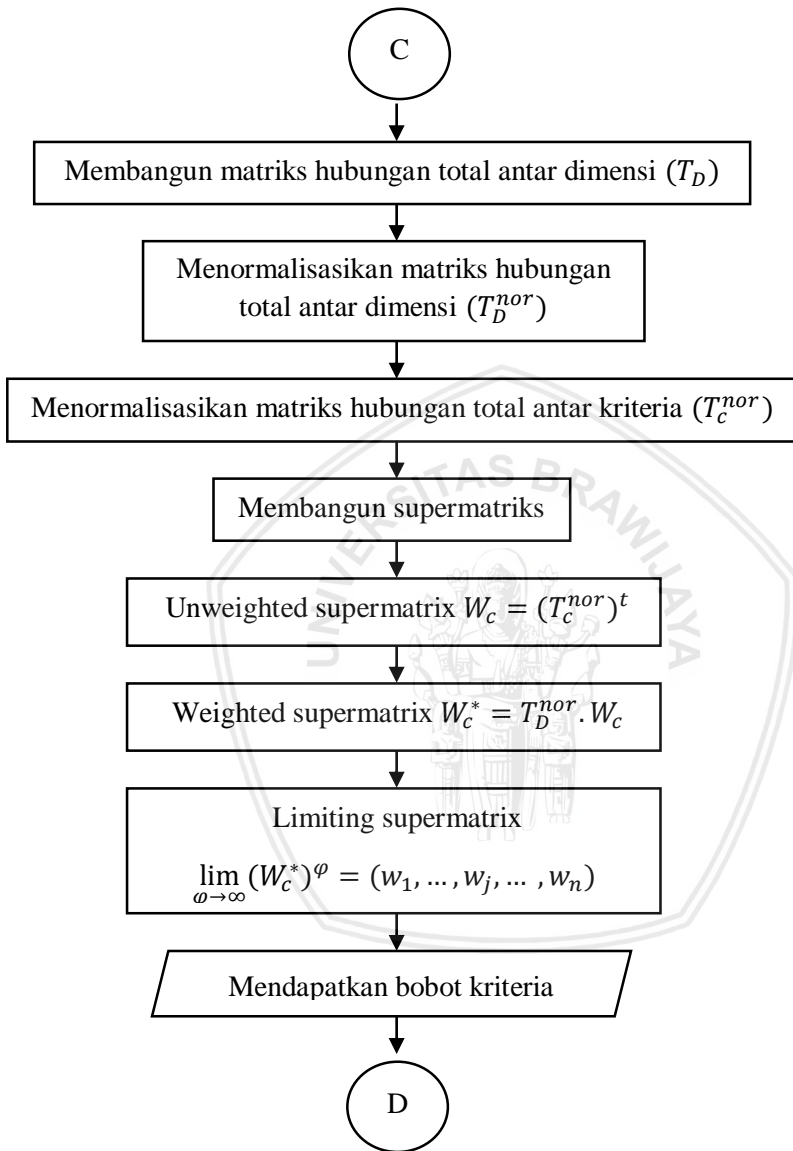 C
Membangun matriks hubungan total antar dimensi (T_D)
Menormalisasikan matriks hubungan
total antar dimensi (T_D^{nor})
Menormalisasikan matriks hubungan total antar kriteria (T_c^{nor})
Membangun supermatriks
Unweighted supermatrix W_c = (T_c^{nor})^t
Weighted supermatrix W_c^* = T_D^{nor}. W_c
Limiting supermatrix
lim_{φ→∞} (W_c^*)^φ = (w_1, … , w_j, … , w_n)
Mendapatkan bobot kriteria
D
UNIVERSITAS BRAWIJAYA